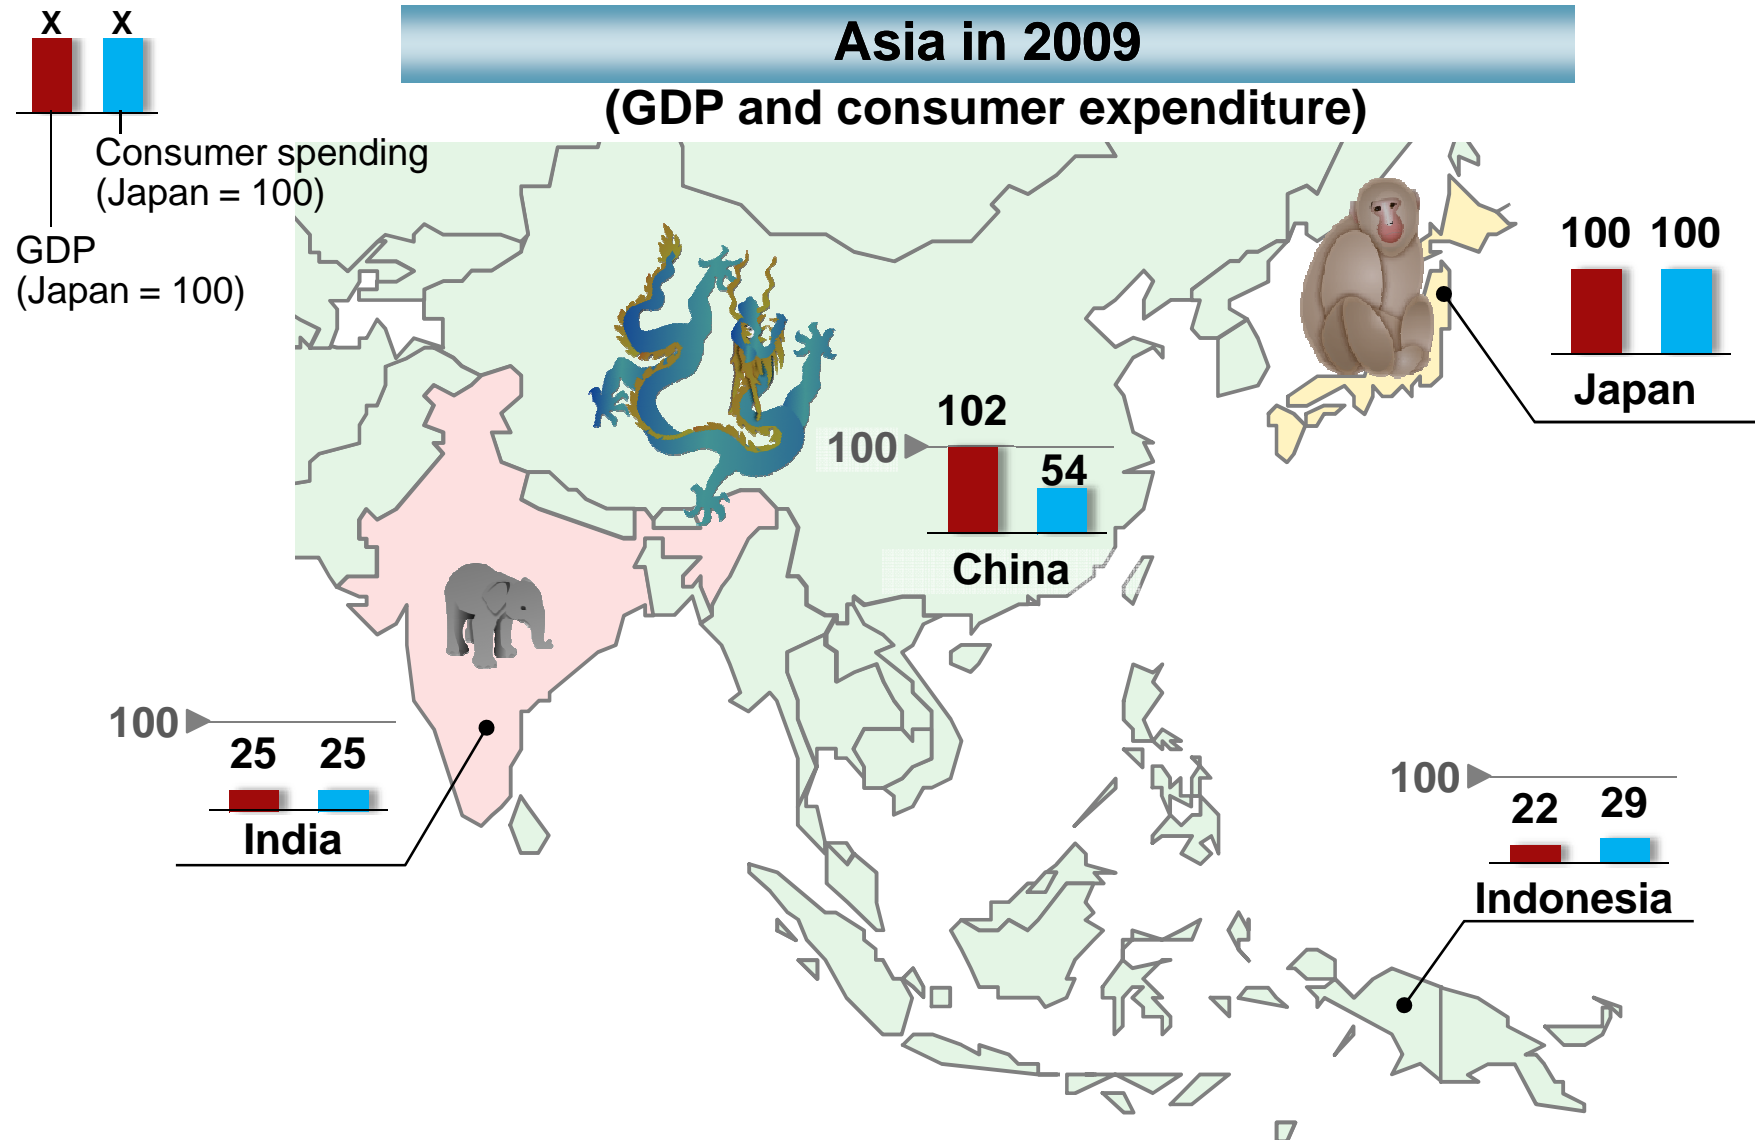 X X
Asia in 2009
(GDP and consumer expenditure)
Consumer spending
(Japan = 100)
GDP
(Japan = 100)
100 100
Japan
102
100
54
China
100
25 25
India
100
22 29
Indonesia